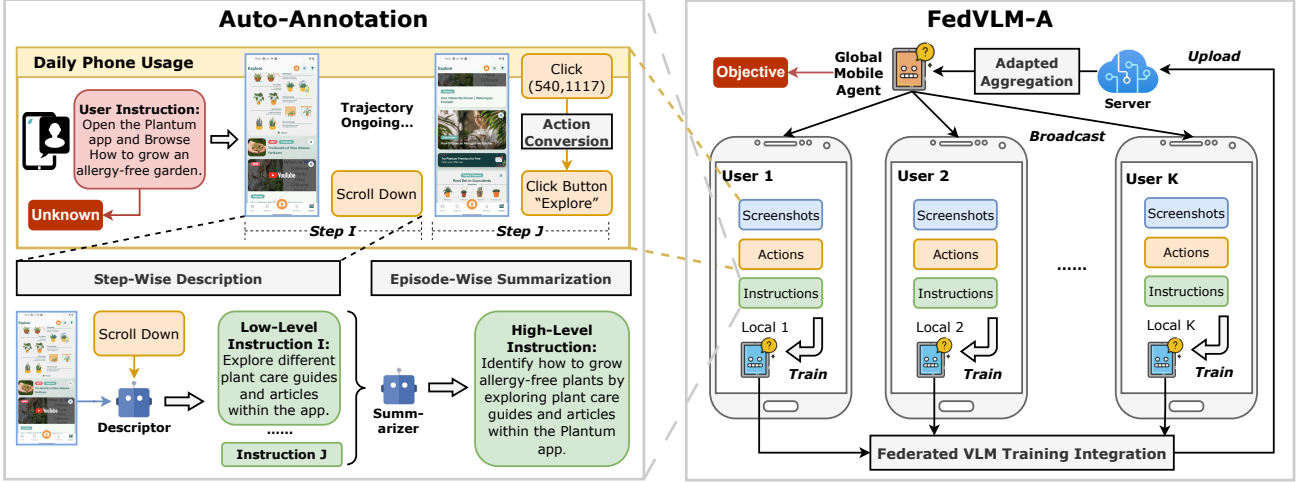 Auto-Annotation
Daily Phone Usage
User Instruction:
Open the Plantum
app and Browse
How to grow an
allergy-free garden.
Unknown
Explore
YouTube
Trajectory
Ongoing...
Scroll Down
Step I
Explore
Step J
Click
(540,1117)
Action
Conversion
Click Button
“Explore”
Step-Wise Description
Episode-Wise Summarization
Explore
YouTube
Scroll Down
Descriptor
Low-Level
Instruction I:
Explore different
plant care guides
and articles
within the app.
......
Instruction J
Summ-
arizer
High-Level
Instruction:
Identify how to grow
allergy-free plants by
exploring plant care
guides and articles
within the Plantum
app.
FedVLM-A
Objective
Global
Mobile
Agent
?
Adapted
Aggregation
Server
Upload
Broadcast
User 1
Screenshots
Actions
Instructions
Local 1
?
Train
User 2
Screenshots
Actions
Instructions
Local 2
?
Train
......
User K
Screenshots
Actions
Instructions
Local K
?
Train
Federated VLM Training Integration